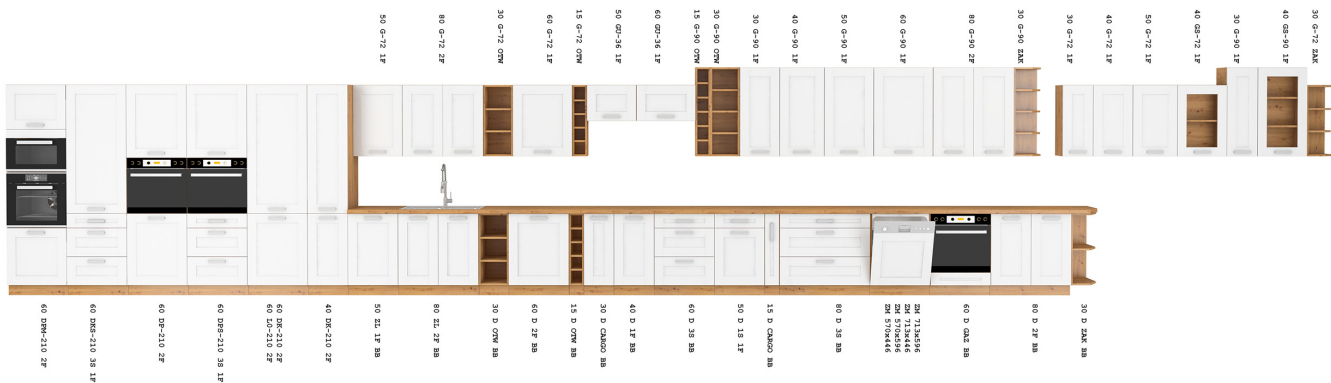 50 G-72 1F
80 G-72 2F
30 G-72 OTW
60 G-72 1F
15 G-72 OTW
50 GU-36 1F
60 GU-36 1F
15 G-90 OTW
30 G-90 OTW
30 G-90 1F
40 G-90 1F
50 G-90 1F
60 G-90 1F
80 G-90 2F
30 G-90 ZAK
30 G-72 1F
40 G-72 1F
50 G-72 1F
40 GS-72 1F
30 G-90 1F
40 GS-90 1F
30 G-72 ZAK
60 DPM-210 2F
60 DKS-210 3S 1F
60 DP-210 2F
60 DPS-210 3S 1F
60 DK-210 2F
60 LO-210 2F
40 DK-210 2F
50 ZL 1F BB
80 ZL 2F BB
30 D OTW BB
60 D 2F BB
15 D OTW BB
30 D CARGO BB
40 D 1F BB
60 D 3S BB
50 D 1S 1F
15 D CARGO BB
80 D 3S BB
ZM 713x596
ZM 713x446
ZM 570x596
ZM 570x446
60 D GAZ BB
80 D 2F BB
30 D ZAK BB